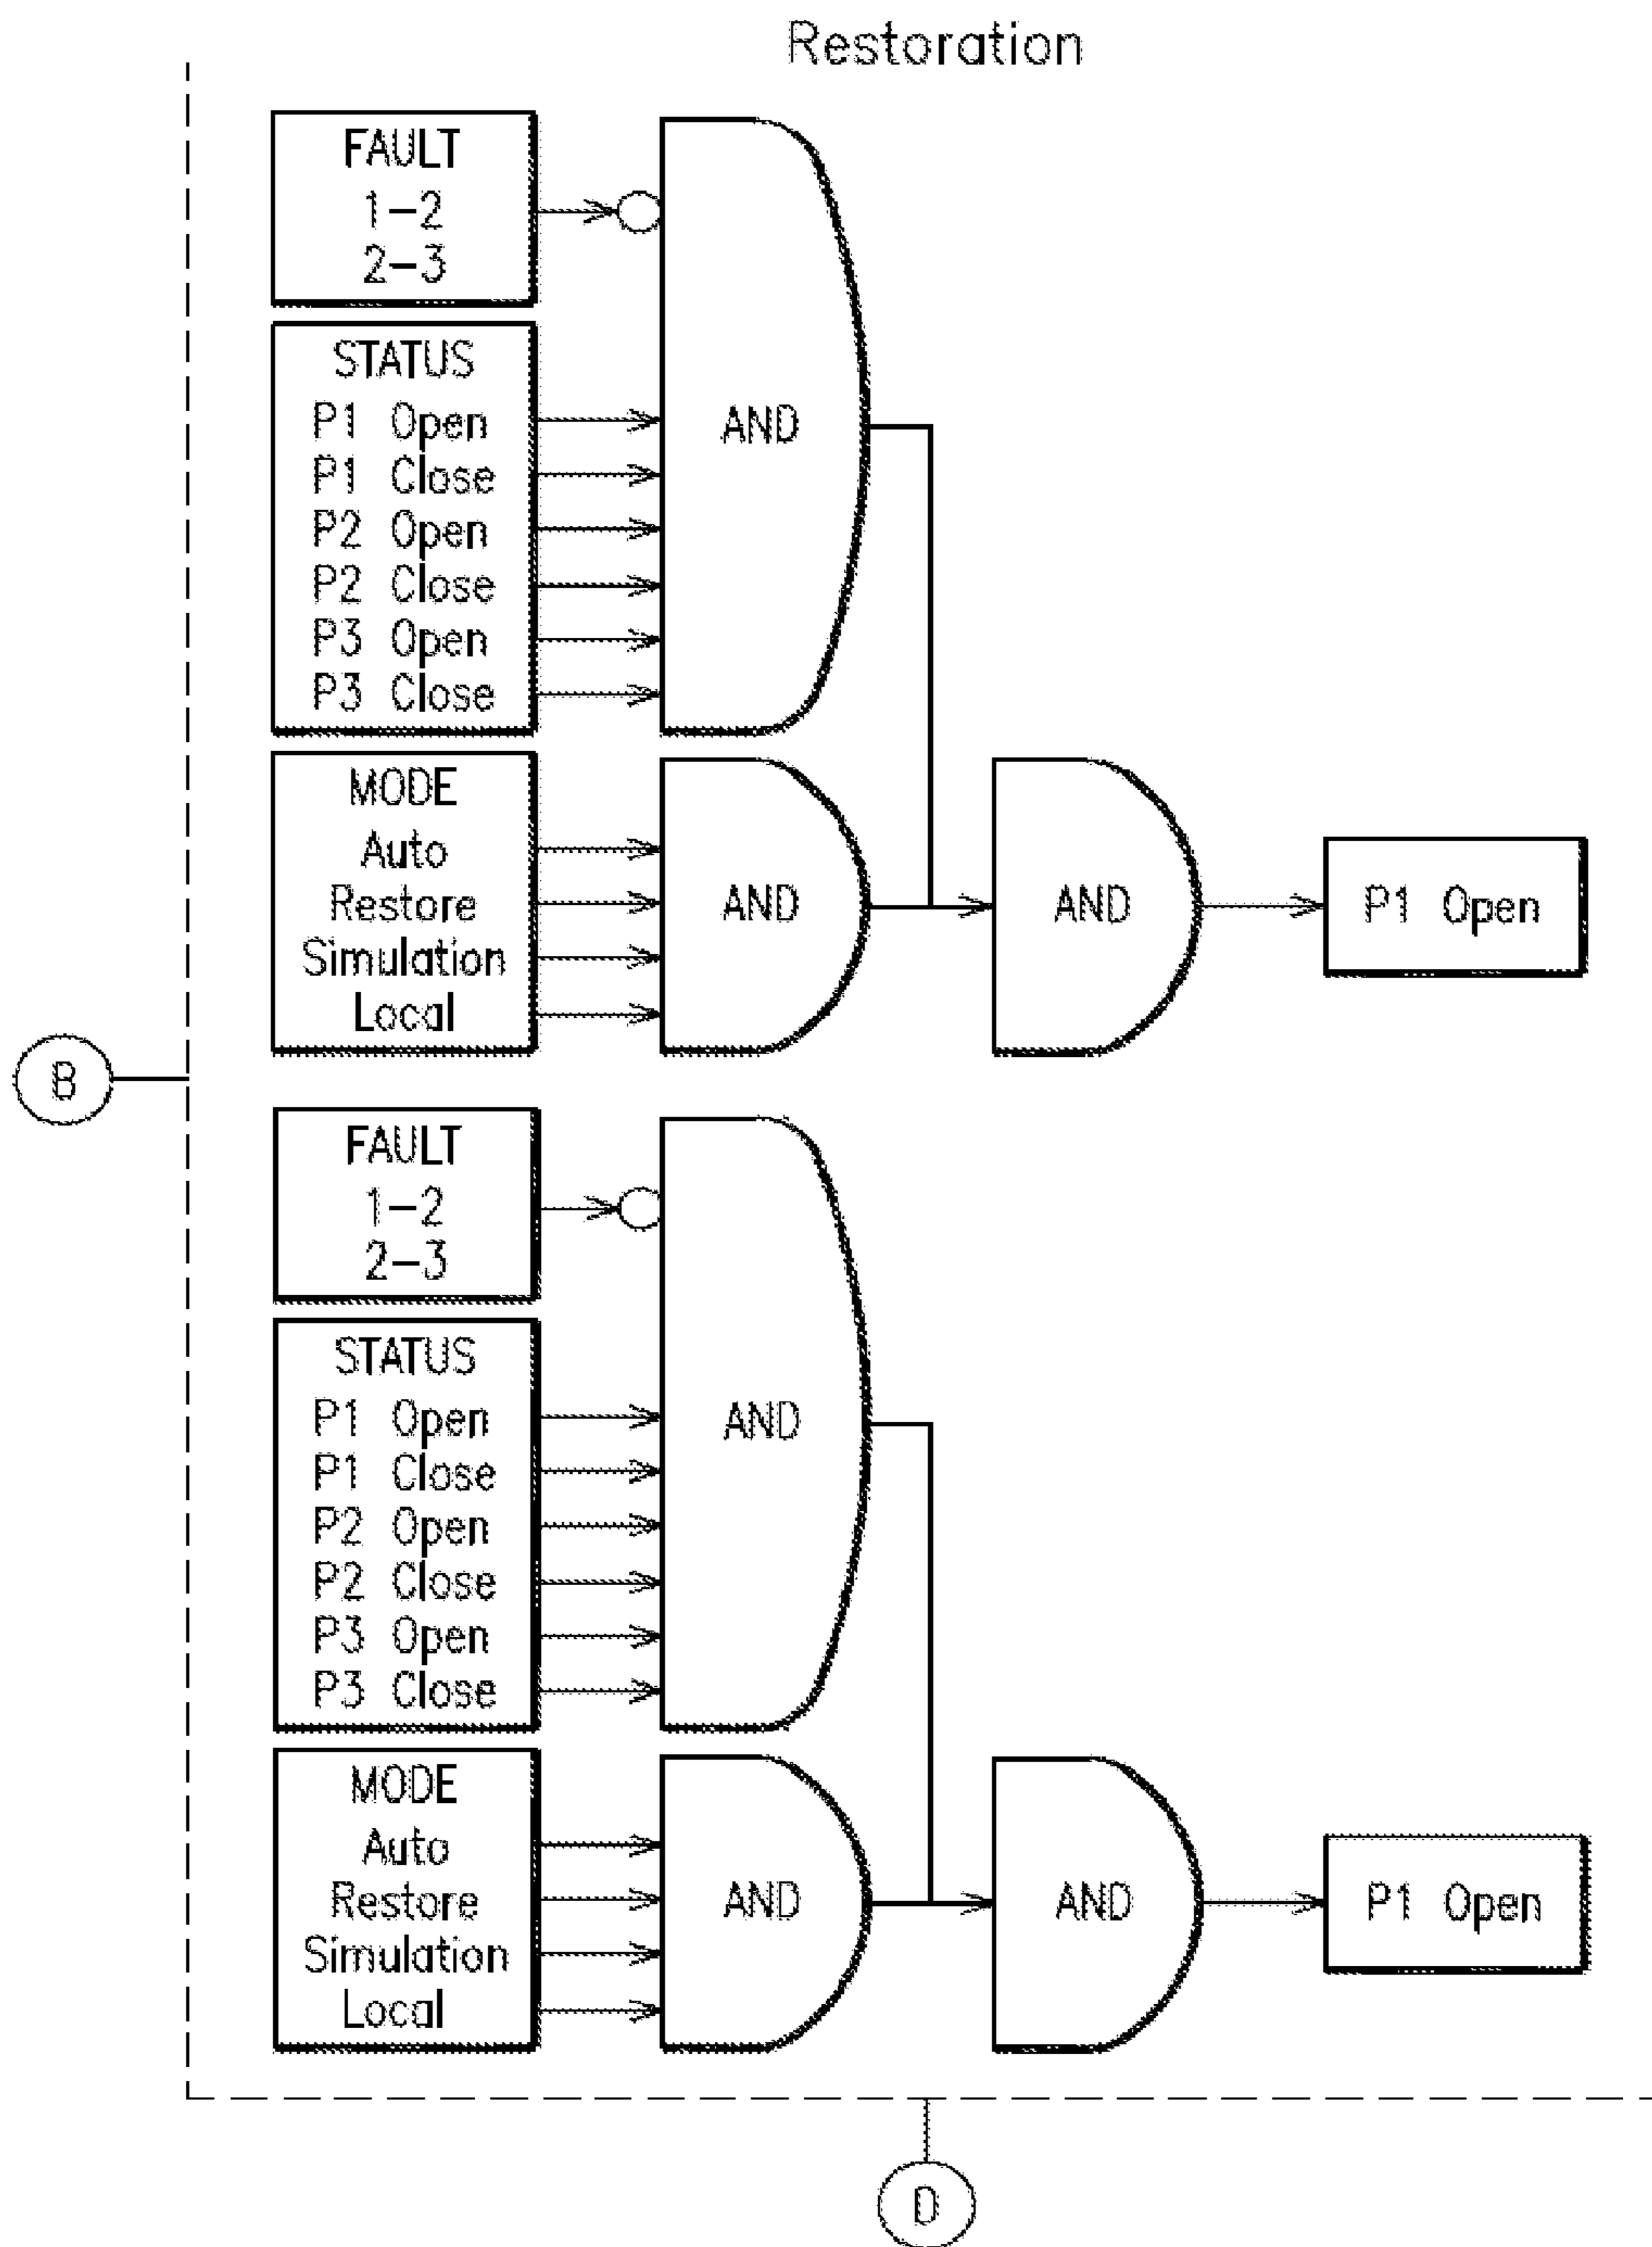 Restoration
FAULT
1-2
2-3
STATUS
P1 Open
P1 Close
P2 Open
P2 Close
P3 Open
P3 Close
AND
MODE
Auto
Restore
Simulation
Local
AND
AND
P1 Open
B
FAULT
1-2
2-3
STATUS
P1 Open
P1 Close
P2 Open
P2 Close
P3 Open
P3 Close
AND
MODE
Auto
Restore
Simulation
Local
AND
AND
P1 Open
D